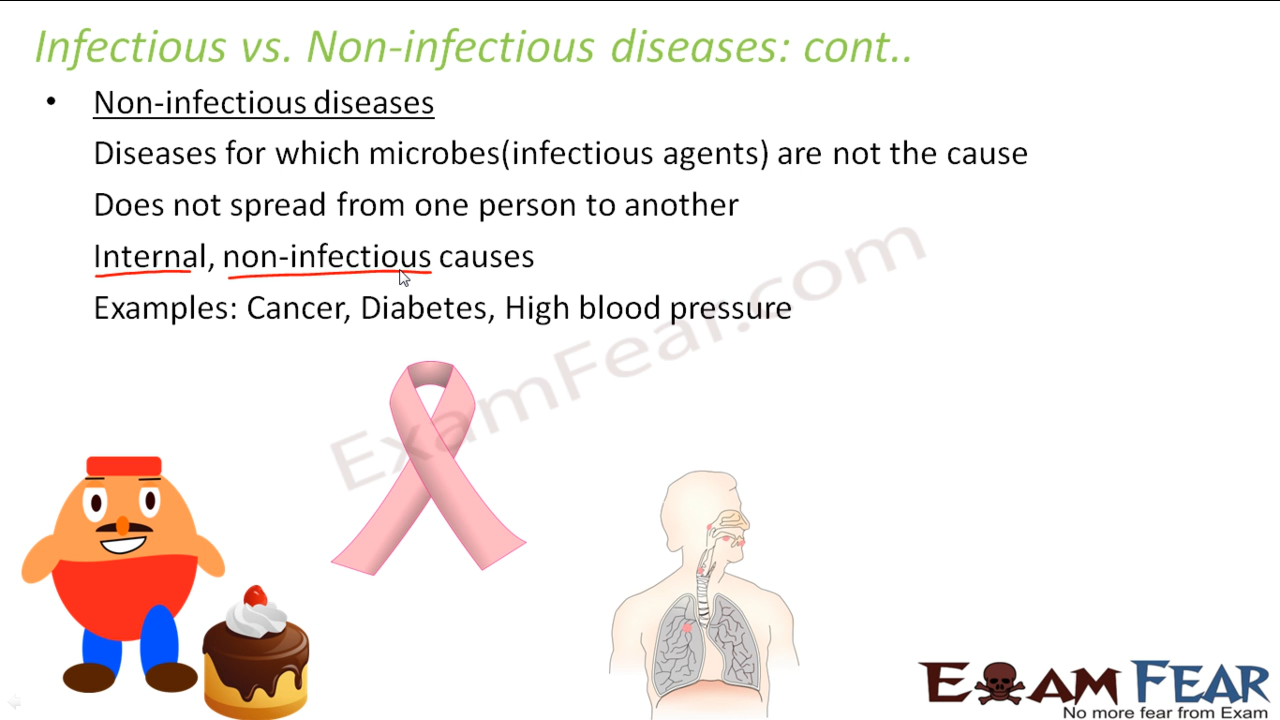 Infectious vs. Non-infectious diseases: cont..
• Non-infectious diseases
Diseases for which microbes(infectious agents) are not the cause
Does not spread from one person to another
Internal, non-infectious causes
Examples: Cancer, Diabetes, High blood pressure
ExamFear.com
EXAM FEAR
No more fear from Exam